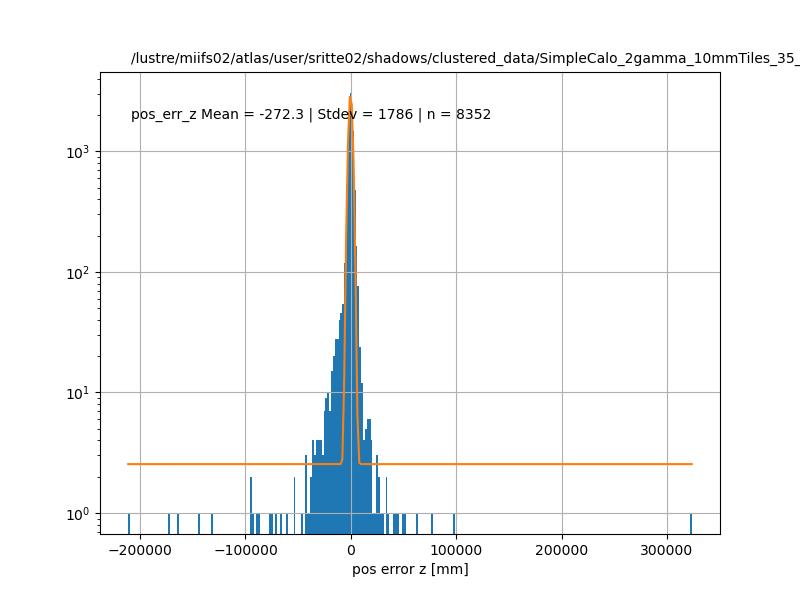 /lustre/miifs02/atlas/user/sritte02/shadows/clustered_data/SimpleCalo_2gamma_10mmTiles_35_
pos_err_z Mean = -272.3 | Stdev = 1786 | n = 8352
10³
10²
10¹
10⁰
−200000 −100000 0 100000 200000 300000
pos error z [mm]